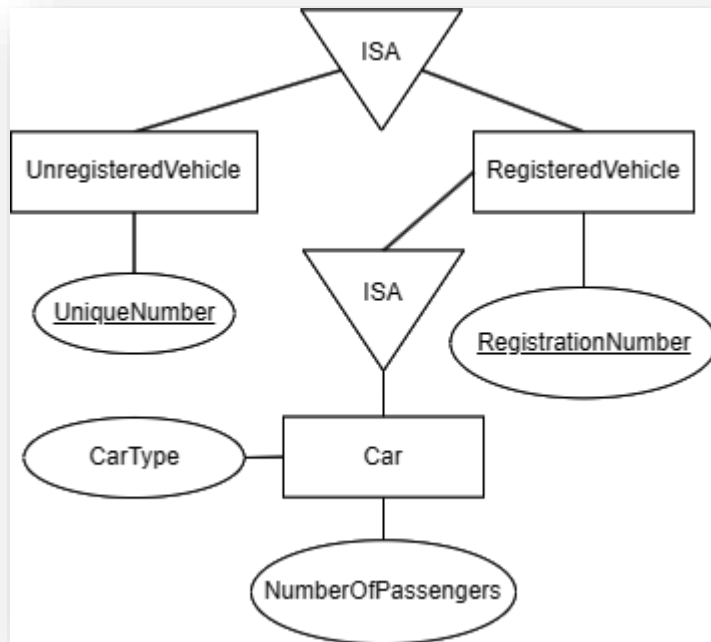 ISA
UnregisteredVehicle
RegisteredVehicle
UniqueNumber
ISA
RegistrationNumber
CarType
Car
NumberOfPassengers